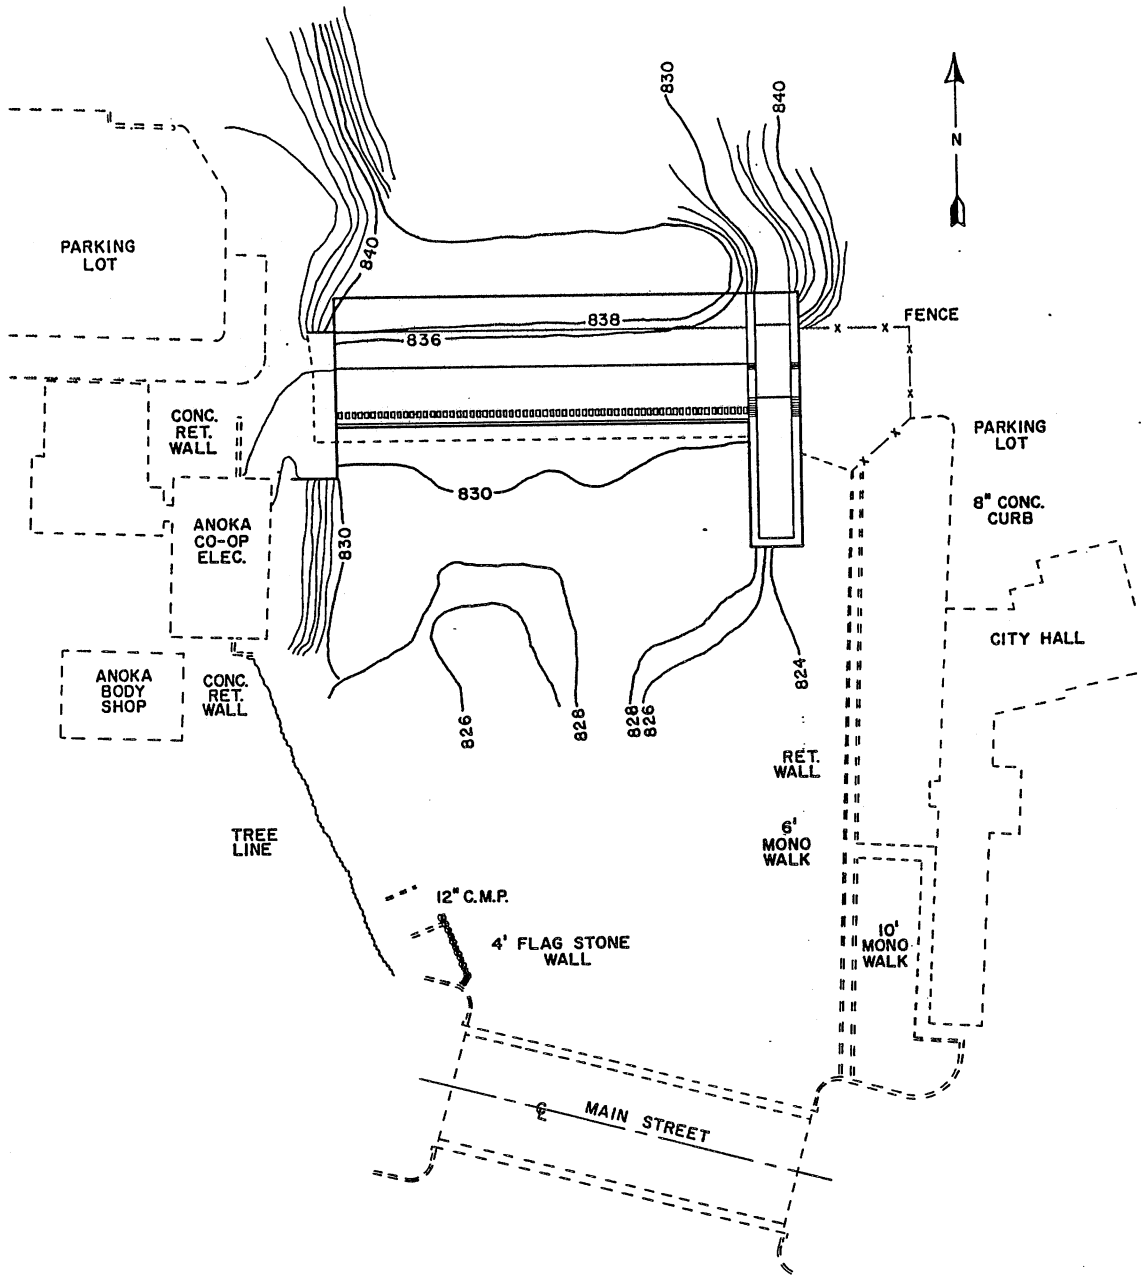 830
840
N
PARKING
LOT
840
FENCE
838
836
CONC.
RET.
WALL
PARKING
LOT
830
8" CONC.
CURB
ANOKA
CO-OP
ELEC.
830
CITY HALL
ANOKA
BODY
SHOP
CONC.
RET.
WALL
824
826
828
828
826
RET.
WALL
TREE
LINE
6'
MONO
WALK
12" C.M.P.
10'
MONO
WALK
4' FLAG STONE
WALL
℄ MAIN STREET